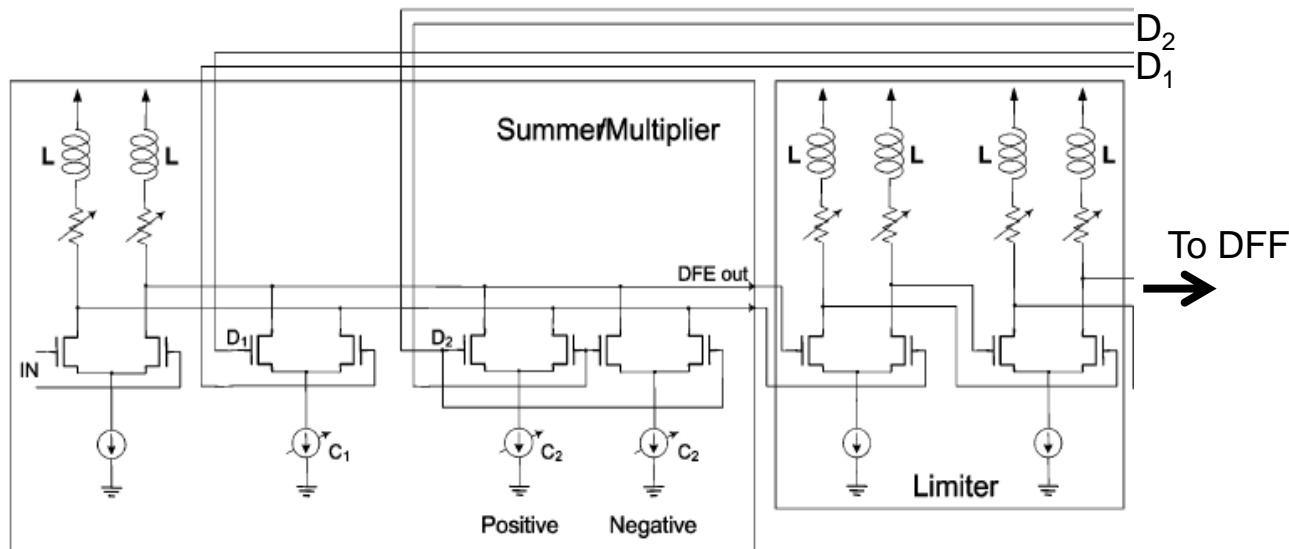 D₂
D₁
Summer/Multiplier
L L L L L L
To DFF
DFE out
D₁ D₂
IN
C₁ C₂ C₂
Limiter
Positive Negative